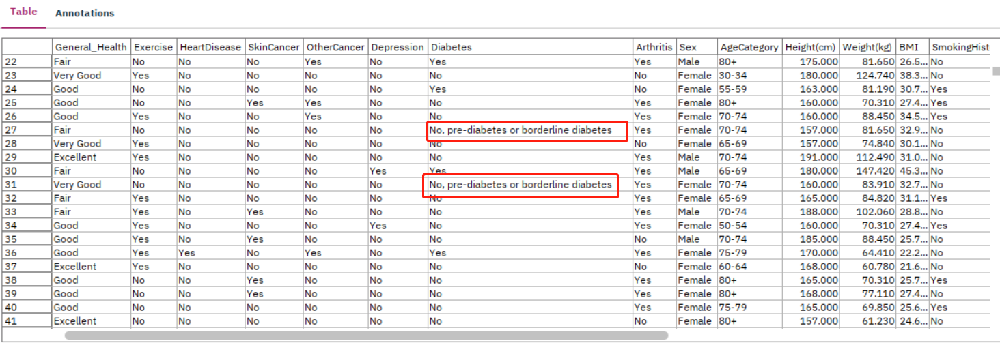 Table Annotations
General_Health Exercise HeartDisease SkinCancer OtherCancer Depression Diabetes Arthritis Sex AgeCategory Height(cm) Weight(kg) BMI SmokingHist
22 Fair No No No Yes No Yes Yes Male 80+ 175.000 81.650 26.5... No
23 Very Good Yes No No No No No No Female 30-34 180.000 124.740 38.3... No
24 Good No No No No No Yes No Female 55-59 163.000 81.190 30.7... Yes
25 Good No No Yes Yes No No Yes Female 80+ 160.000 70.310 27.4... Yes
26 Good Yes No No Yes No No Yes Female 70-74 160.000 88.450 34.5... Yes
27 Fair No No No No No No, pre-diabetes or borderline diabetes Yes Female 70-74 157.000 81.650 32.9... No
28 Very Good Yes No No No No No No Female 65-69 157.000 74.840 30.1... No
29 Excellent Yes No No No No No Yes Male 70-74 191.000 112.490 31.0... No
30 Fair No No No No Yes Yes Yes Male 65-69 180.000 147.420 45.3... No
31 Very Good Yes No No No No No, pre-diabetes or borderline diabetes Yes Female 70-74 160.000 83.910 32.7... No
32 Fair Yes No No No No No Yes Female 65-69 165.000 84.820 31.1... Yes
33 Fair Yes No Yes No No No Yes Male 70-74 188.000 102.060 28.8... No
34 Good Yes No No No Yes No Yes Female 50-54 160.000 70.310 27.4... Yes
35 Good Yes No Yes No No No No Male 70-74 185.000 88.450 25.7... No
36 Good Yes Yes No Yes No Yes Yes Female 75-79 170.000 64.410 22.2... No
37 Excellent Yes No No No No No No Female 60-64 168.000 60.780 21.6... No
38 Good No No Yes No No No Yes Female 80+ 165.000 70.310 25.7... Yes
39 Good No No Yes No No No Yes Female 80+ 168.000 77.110 27.4... No
40 Good No No No No No No Yes Female 75-79 165.000 69.850 25.6... Yes
41 Excellent No No No No No No No Female 80+ 157.000 61.230 24.6... No